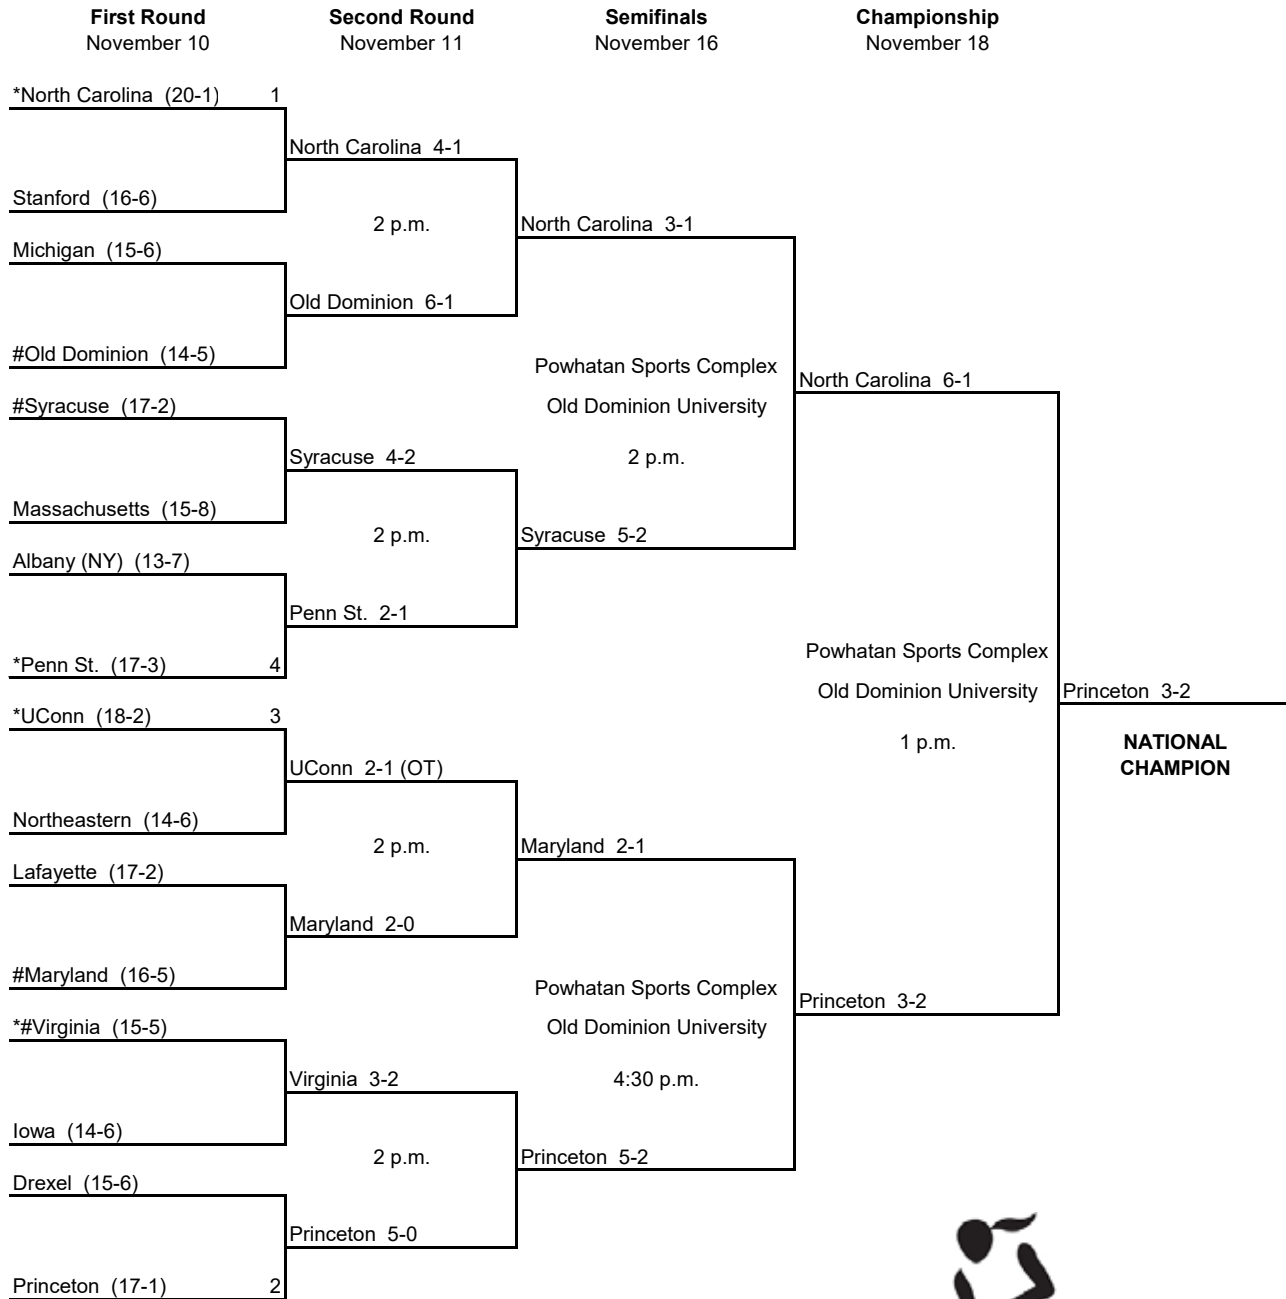 First Round Second Round Semifinals Championship
November 10 November 11 November 16 November 18
*North Carolina (20-1) 1
North Carolina 4-1
Stanford (16-6)
2 p.m.
North Carolina 3-1
Michigan (15-6)
Old Dominion 6-1
#Old Dominion (14-5)
Powhatan Sports Complex
North Carolina 6-1
#Syracuse (17-2)
Old Dominion University
Syracuse 4-2
2 p.m.
Massachusetts (15-8)
2 p.m.
Syracuse 5-2
Albany (NY) (13-7)
Penn St. 2-1
*Penn St. (17-3) 4
Powhatan Sports Complex
Old Dominion University
Princeton 3-2
*UConn (18-2) 3
1 p.m.
NATIONAL
CHAMPION
UConn 2-1 (OT)
Northeastern (14-6)
2 p.m.
Maryland 2-1
Lafayette (17-2)
Maryland 2-0
#Maryland (16-5)
Powhatan Sports Complex
Princeton 3-2
*#Virginia (15-5)
Old Dominion University
Virginia 3-2
4:30 p.m.
Iowa (14-6)
2 p.m.
Princeton 5-2
Drexel (15-6)
Princeton 5-0
Princeton (17-1) 2